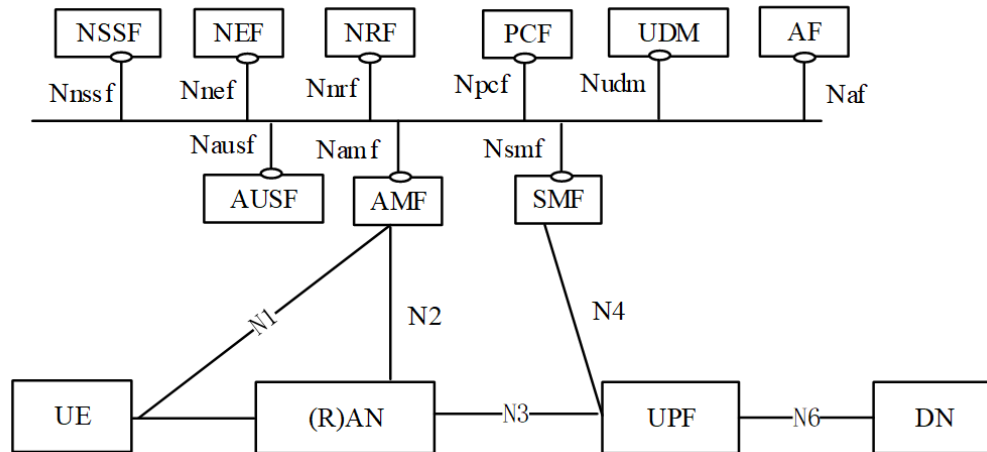 NSSF NEF NRF PCF UDM AF
Nnssf Nnef Nnrf Npcf Nudm Naf
Nausf Namf Nsmf
AUSF AMF SMF
N1 N2 N4
UE (R)AN N3 UPF N6 DN